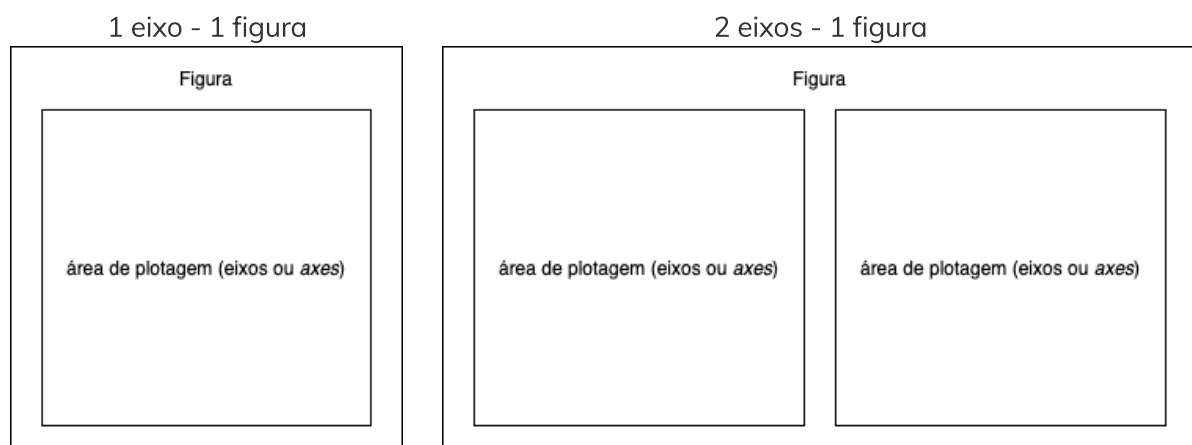 1 eixo - 1 figura
Figura
área de plotagem (eixos ou axes)
2 eixos - 1 figura
Figura
área de plotagem (eixos ou axes)
área de plotagem (eixos ou axes)